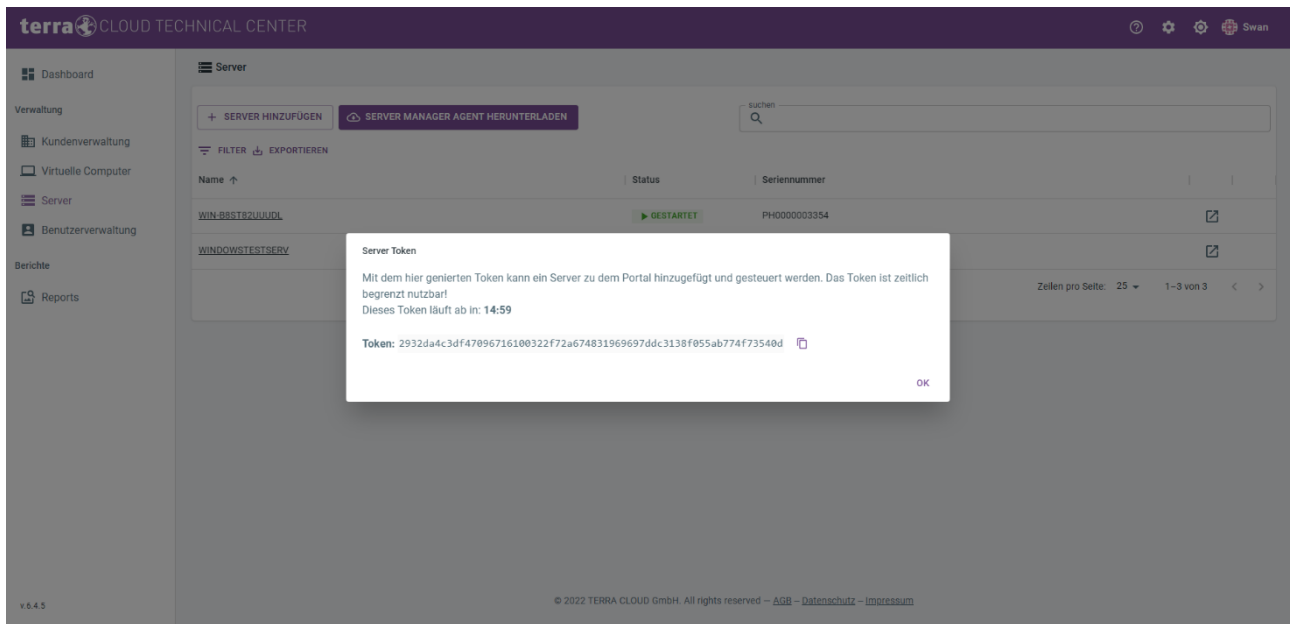 terra CLOUD TECHNICAL CENTER
Swan
Dashboard
Verwaltung
Kundenverwaltung
Virtuelle Computer
Server
Benutzerverwaltung
Berichte
Reports
v.6.4.5
Server
+ SERVER HINZUFÜGEN
SERVER MANAGER AGENT HERUNTERLADEN
suchen
FILTER EXPORTIEREN
Name Status Seriennummer
WIN-B8ST82UUUDL GESTARTET PH0000003354
WINDOWSTESTSERV
Server Token
Mit dem hier genierten Token kann ein Server zu dem Portal hinzugefügt und gesteuert werden. Das Token ist zeitlich
begrenzt nutzbar!
Dieses Token läuft ab in: 14:59
Token: 2932da4c3df47096716100322f72a674831969697ddc3138f055ab774f73540d
OK
Zeilen pro Seite: 25 1–3 von 3
© 2022 TERRA CLOUD GmbH. All rights reserved – AGB – Datenschutz – Impressum